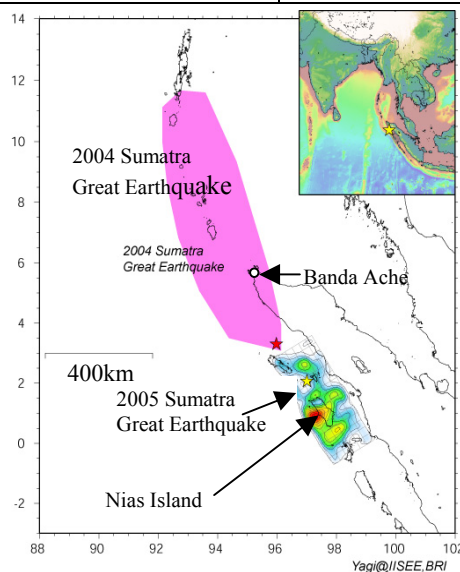 14
12
10
8
6
4
2
0
-2
2004 Sumatra
Great Earthquake
2004 Sumatra
Great Earthquake
Banda Ache
400km
2005 Sumatra
Great Earthquake
Nias Island
88 90 92 94 96 98 100 102
Yagi@IISEE,BRI